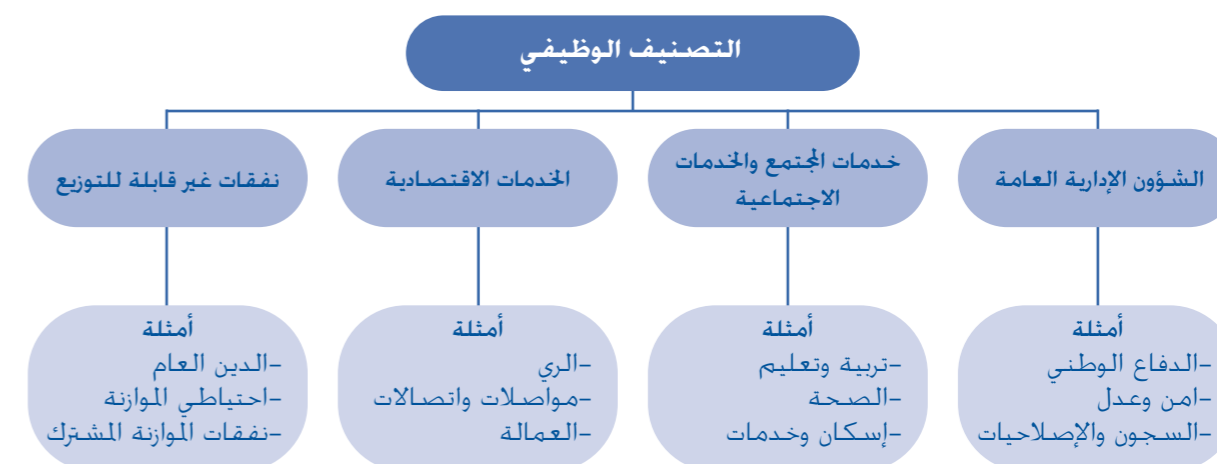 التصنيف الوظيفي
الشؤون الإدارية العامة
خدمات المجتمع والخدمات
الاجتماعية
الخدمات الاقتصادية
نفقات غير قابلة للتوزيع
أمثلة
-الدفاع الوطني
-امن وعدل
-السجون والإصلاحيات
أمثلة
-تربية وتعليم
-الصحة
-إسكان وخدمات
أمثلة
-الري
-مواصلات واتصالات
-العمالة
أمثلة
-الدين العام
-احتياطي الموازنة
-نفقات الموازنة المشترك